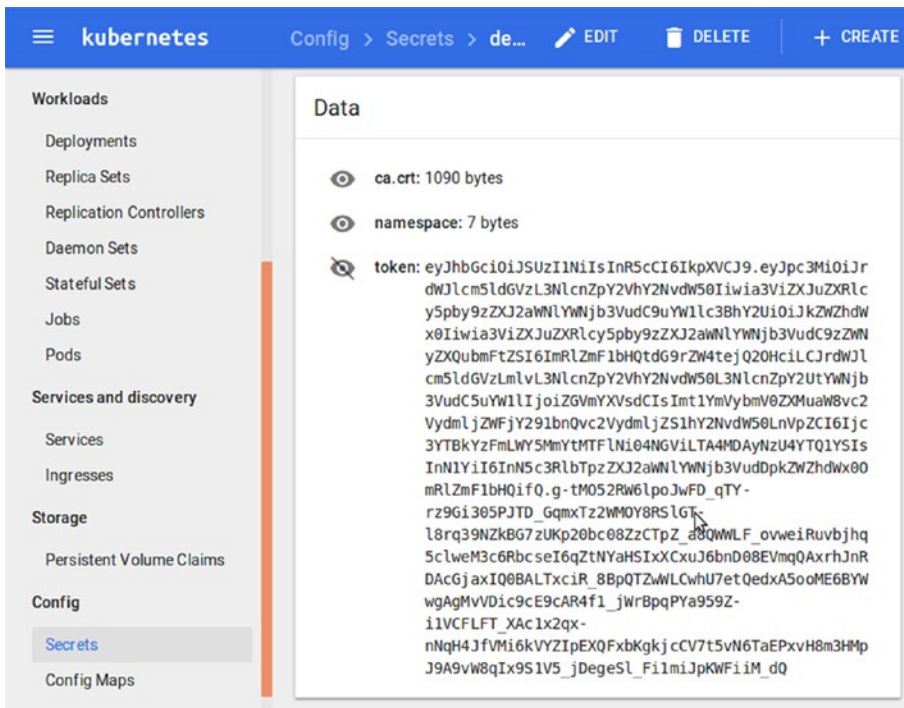 kubernetes
Config > Secrets > de...
EDIT
DELETE
+ CREATE
Workloads
Deployments
Replica Sets
Replication Controllers
Daemon Sets
Stateful Sets
Jobs
Pods
Services and discovery
Services
Ingresses
Storage
Persistent Volume Claims
Config
Secrets
Config Maps
Data
ca.crt: 1090 bytes
namespace: 7 bytes
token: eyJhbGciOiJSUzI1NiIsInR5cCI6IkpXVCJ9.eyJpc3MiOiJr
dWJlcm5ldGVzL3NlcnZpY2VhY2NvdW50Iiwia3ViZXJuZXRlc
y5pby9zZXJ2aWNlYWNjb3VudC9uYW1lc3BhY2UiOiJkZWZhdW
x0Iiwia3ViZXJuZXRlcy5pby9zZXJ2aWNlYWNjb3VudC9zZWN
yZXQubmFtZSI6ImRlZmF1bHQtdG9rZW4tejQ2OHciLCJrdWJl
cm5ldGVzLmlvL3NlcnZpY2VhY2NvdW50L3NlcnZpY2UtYWNjb
3VudC5uYW1lIjoiZGVmYXVsdCIsImt1YmVybmV0ZXMuaW8vc2
VydmljZWFjY291bnQvc2VydmljZS1hY2NvdW50LnVpZCI6Ijc
3YTBkYzFmLWY5MmYtMTFlNi04NGViLTA4MDAyNzU4YTQ1YSIs
InN1YiI6InN5c3RlbTpzZXJ2aWNlYWNjb3VudDpkZWZhdWx0O
mRlZmF1bHQifQ.g-tMO52RW6lpoJwFD_qTY-
rz9Gi305PJTD_GqmxTz2WMOY8RSlGT-
l8rq39NZkBG7zUKp20bc08ZzCTpZ_a8QWWLF_ovweiRuvbjhq
5clweM3c6RbcseI6qZtNYaHSIxXCxuJ6bnD08EVmqQAxrhJnR
DAcGjaxIQ0BALTxciR_8BpQTZwWLCwhU7etQedxA5ooME6BYW
wgAgMvVDic9cE9cAR4f1_jWrBpqPYa959Z-
i1VCFLFT_XAc1x2qx-
nNqH4JfVMi6kVYZIpEXQFxbKgkjcCV7t5vN6TaEPxvH8m3HMp
J9A9vW8qIx9S1V5_jDegeSl_Fi1miJpKWFiiM_dQ